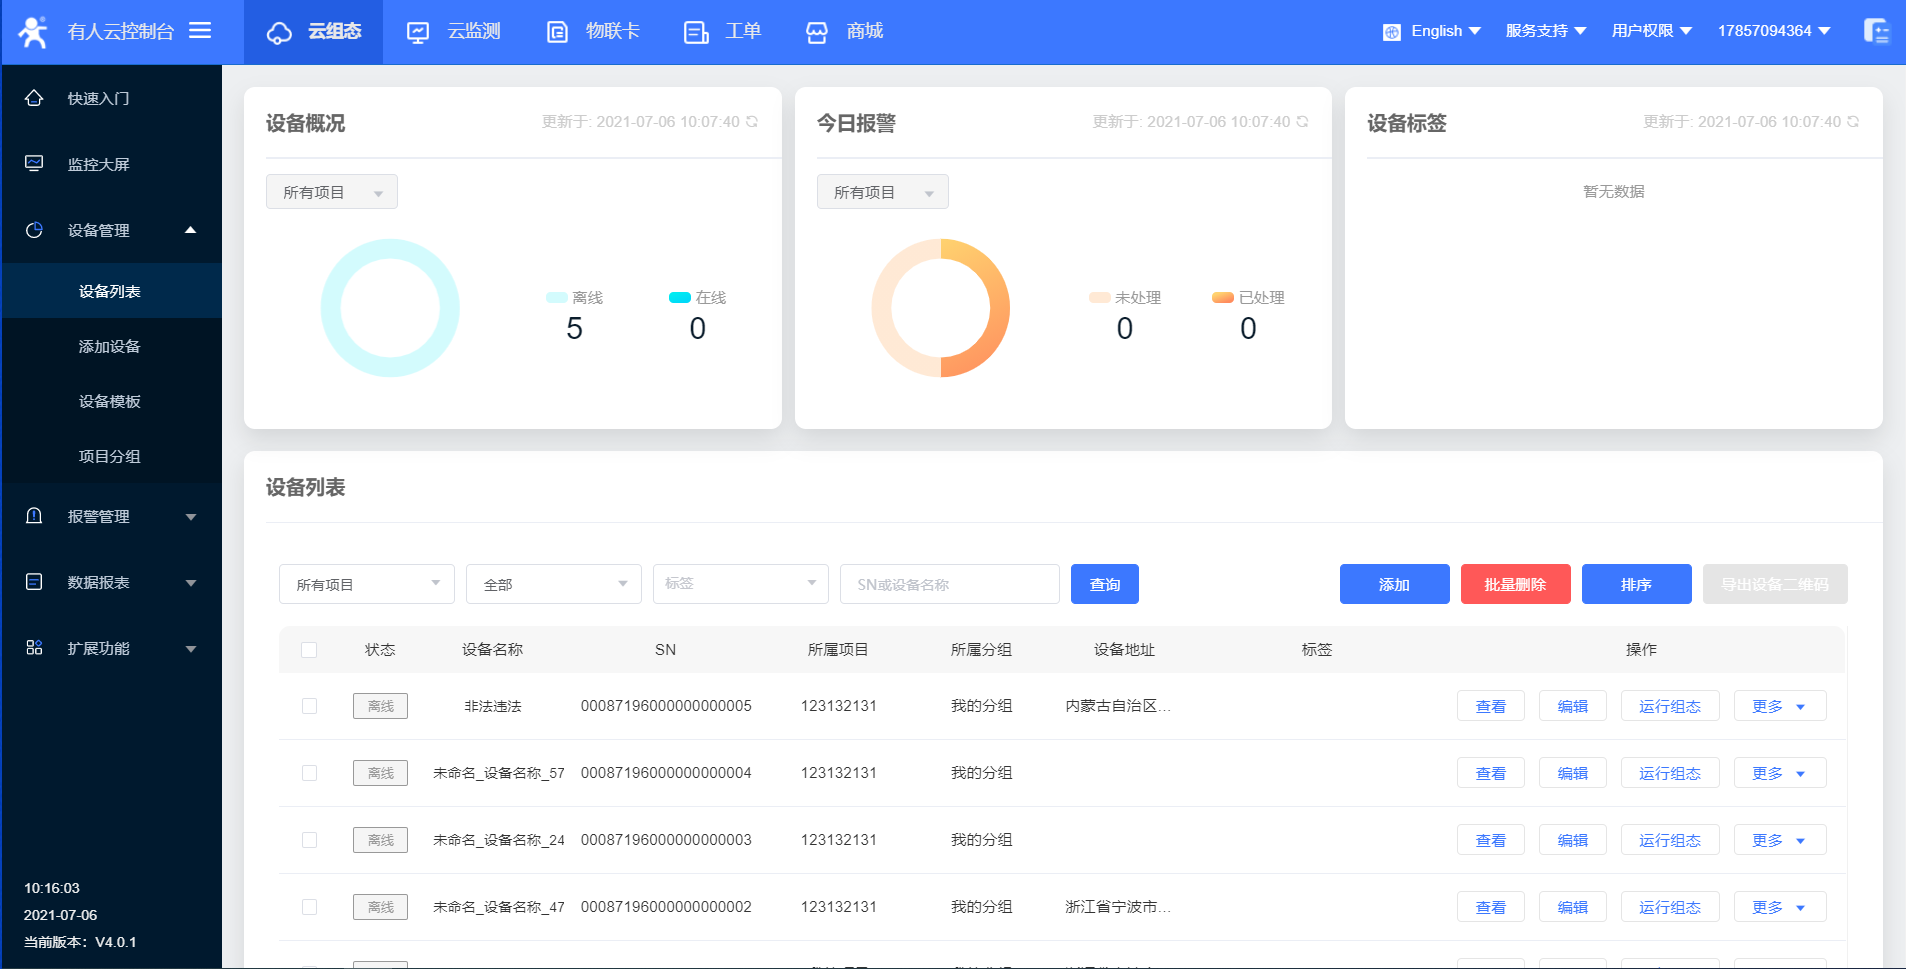 有人云控制台
云组态
云监测
物联卡
工单
商城
English
服务支持
用户权限
17857094364
快速入门
监控大屏
设备管理
设备列表
添加设备
设备模板
项目分组
报警管理
数据报表
扩展功能
10:16:03
2021-07-06
当前版本：V4.0.1
设备概况
更新于: 2021-07-06 10:07:40
所有项目
离线
5
在线
0
今日报警
更新于: 2021-07-06 10:07:40
所有项目
未处理
0
已处理
0
设备标签
更新于: 2021-07-06 10:07:40
暂无数据
设备列表
所有项目 全部 标签 SN或设备名称 查询 添加 批量删除 排序 导出设备二维码
状态 设备名称 SN 所属项目 所属分组 设备地址 标签 操作
离线 非法违法 00087196000000000005 123132131 我的分组 内蒙古自治区... 查看 编辑 运行组态 更多
离线 未命名_设备名称_57 00087196000000000004 123132131 我的分组 查看 编辑 运行组态 更多
离线 未命名_设备名称_24 00087196000000000003 123132131 我的分组 查看 编辑 运行组态 更多
离线 未命名_设备名称_47 00087196000000000002 123132131 我的分组 浙江省宁波市... 查看 编辑 运行组态 更多